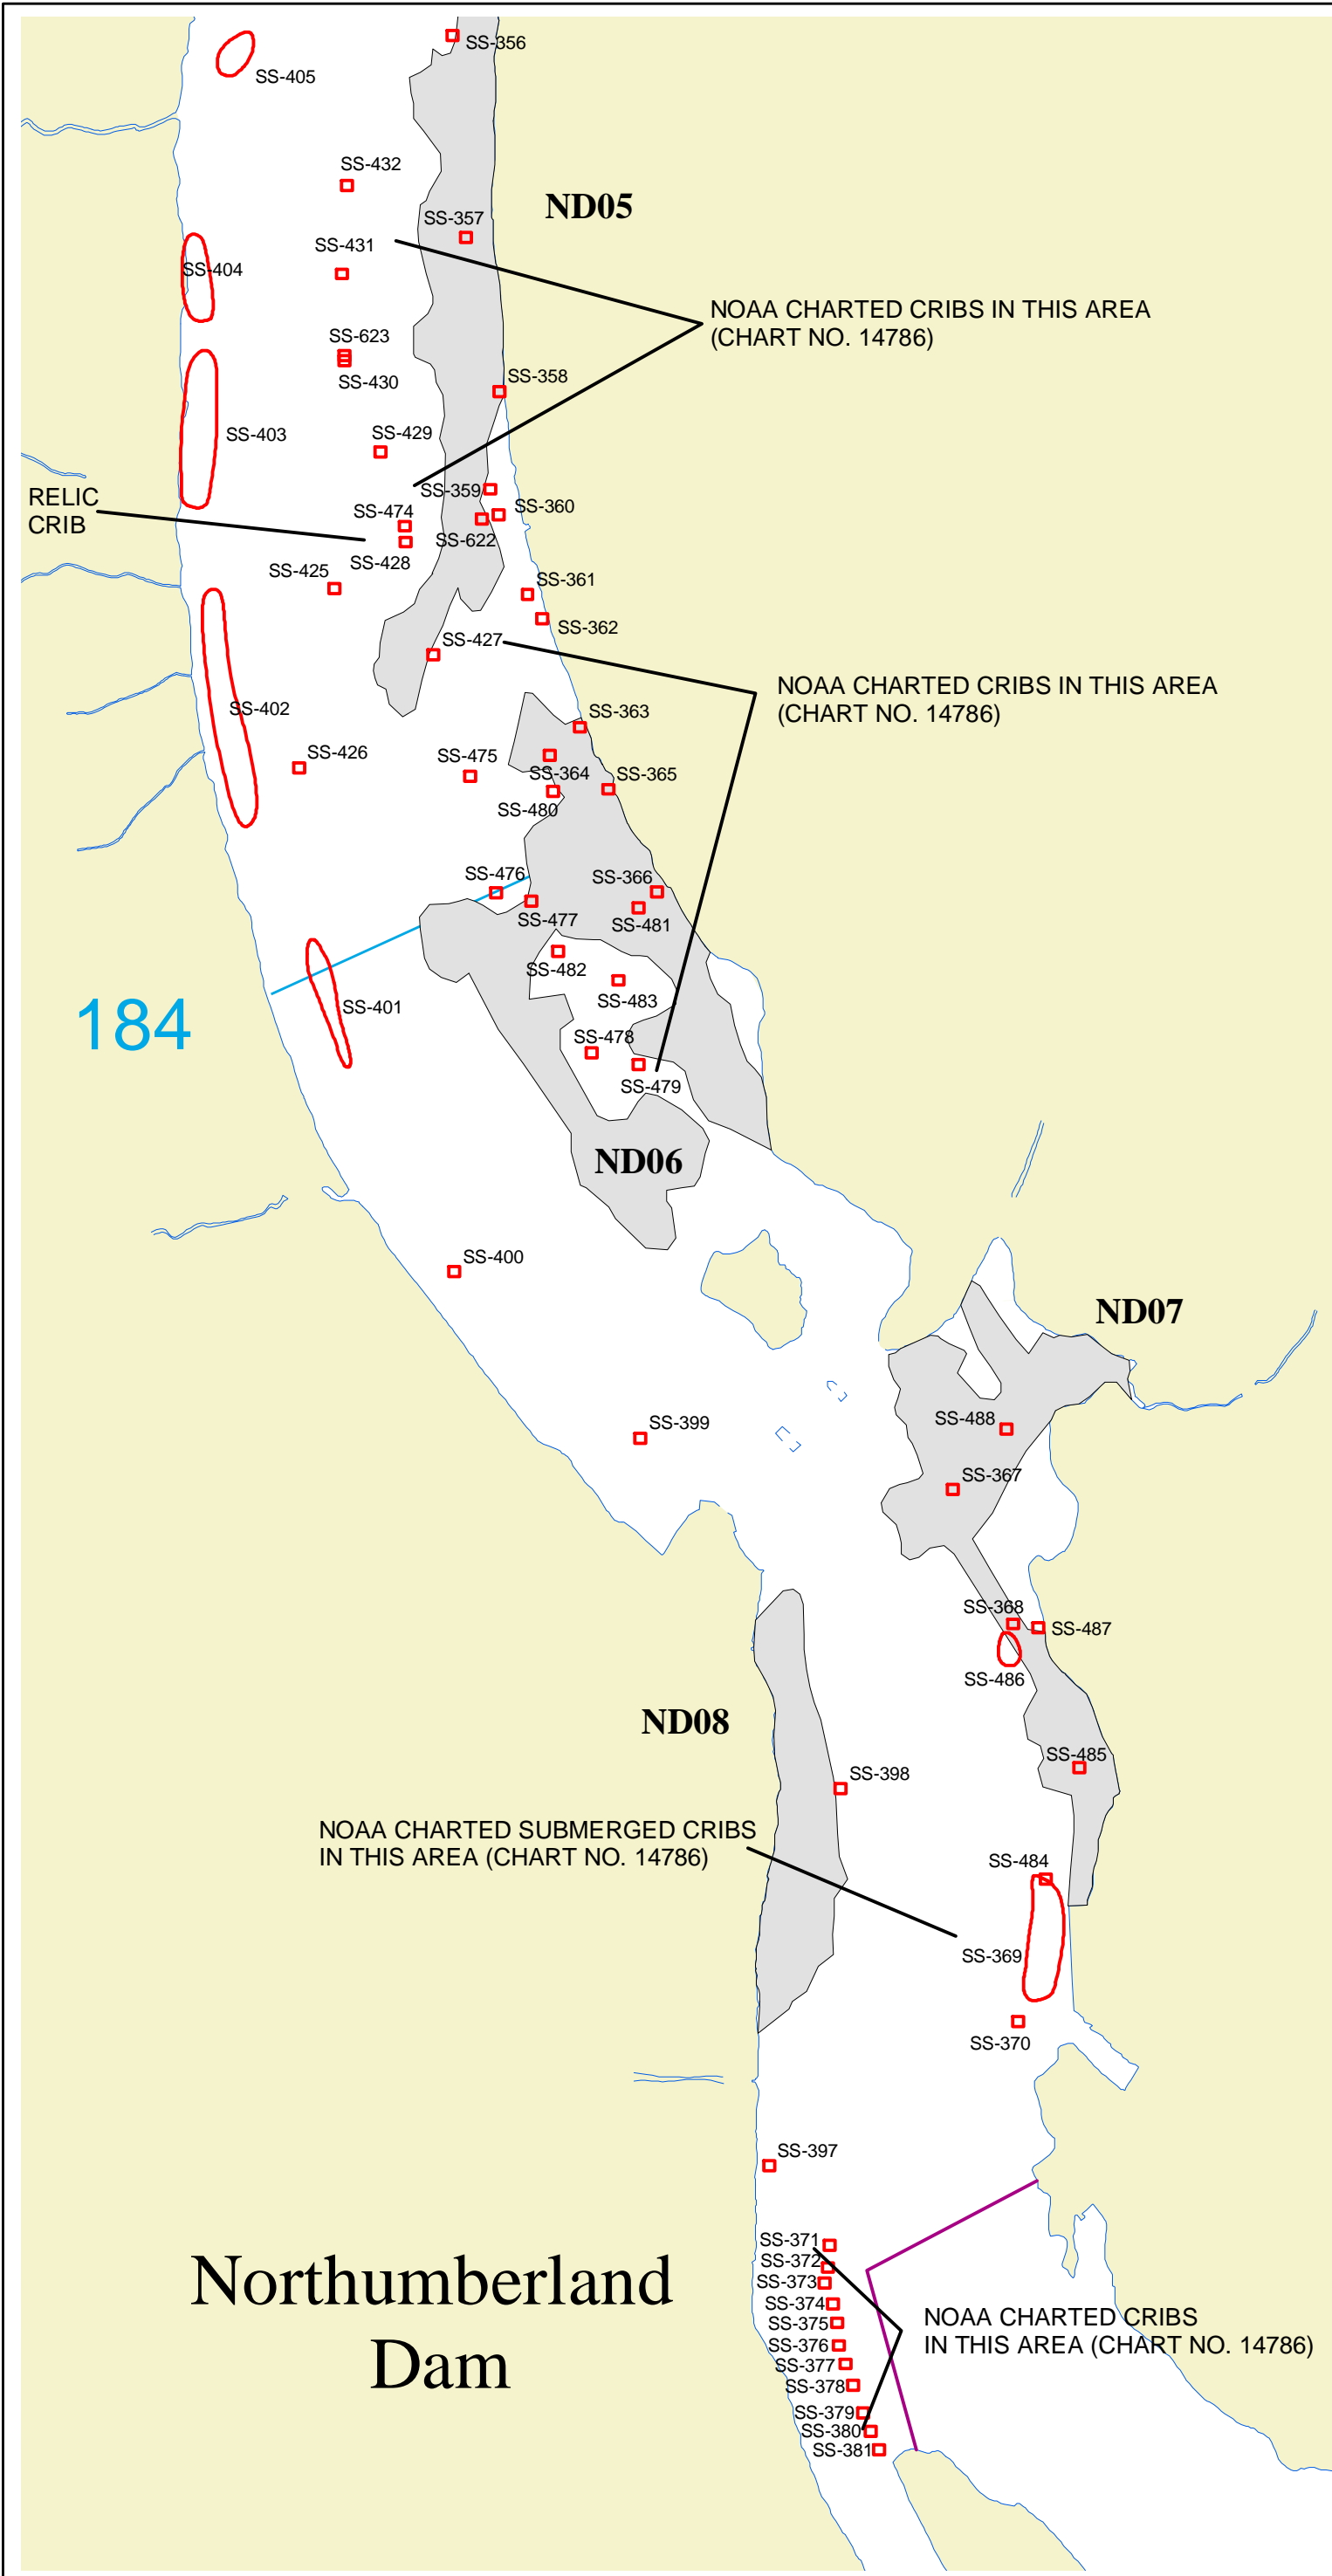 SS-356
SS-405
SS-432
ND05
SS-357
SS-431
SS-404
NOAA CHARTED CRIBS IN THIS AREA
(CHART NO. 14786)
SS-623
SS-430
SS-358
SS-403
SS-429
RELIC
CRIB
SS-359
SS-474
SS-360
SS-622
SS-428
SS-425
SS-361
SS-362
SS-427
NOAA CHARTED CRIBS IN THIS AREA
(CHART NO. 14786)
SS-402
SS-363
SS-426
SS-475
SS-364
SS-365
SS-480
SS-476
SS-366
SS-477
SS-481
SS-482
SS-483
184
SS-401
SS-478
SS-479
ND06
SS-400
ND07
SS-399
SS-488
SS-367
SS-368
SS-487
SS-486
ND08
SS-485
SS-398
NOAA CHARTED SUBMERGED CRIBS
IN THIS AREA (CHART NO. 14786)
SS-484
SS-369
SS-370
SS-397
SS-371
SS-372
SS-373
SS-374
SS-375
SS-376
SS-377
SS-378
SS-379
SS-380
SS-381
NOAA CHARTED CRIBS
IN THIS AREA (CHART NO. 14786)
Northumberland
Dam